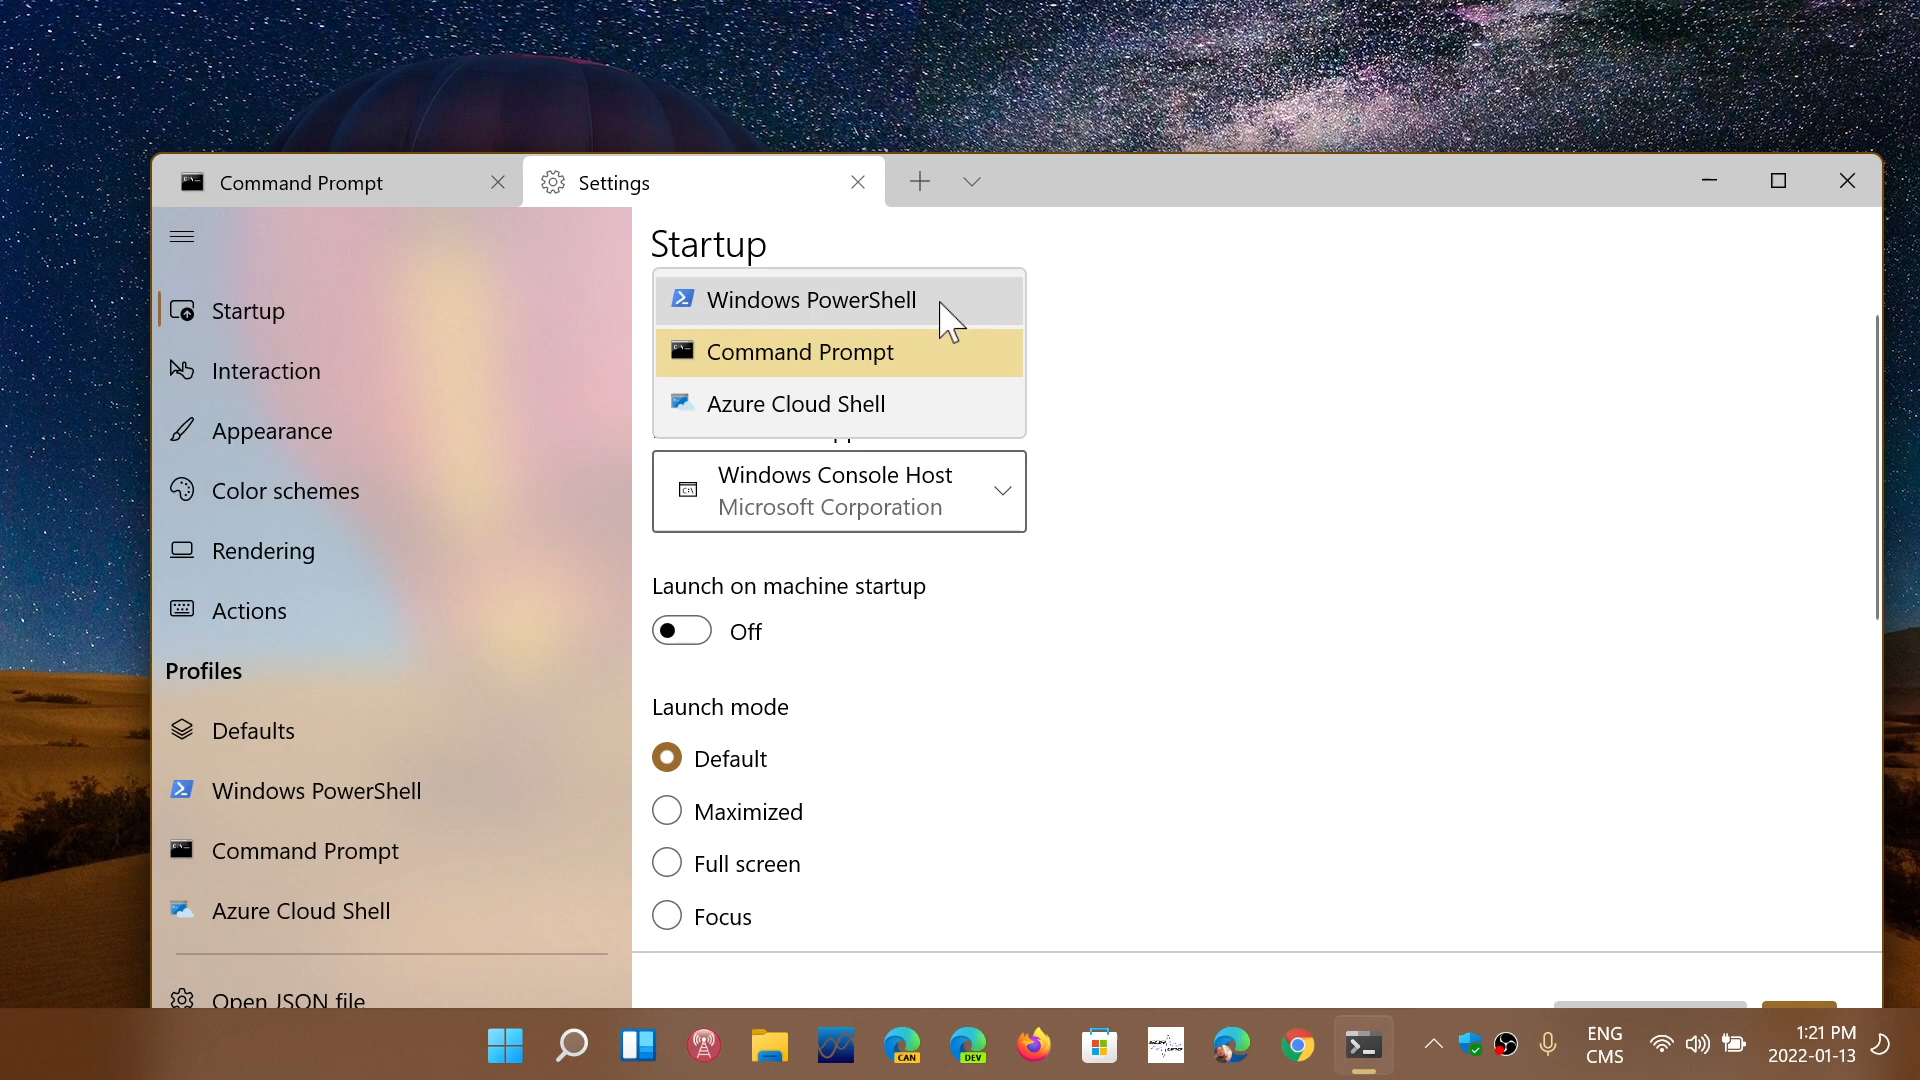 Command Prompt
Settings
Startup
Startup
Interaction
Appearance
Color schemes
Rendering
Actions
Profiles
Defaults
Windows PowerShell
Command Prompt
Azure Cloud Shell
Open JSON file
Windows PowerShell
Command Prompt
Azure Cloud Shell
Windows Console Host
Microsoft Corporation
Launch on machine startup
Off
Launch mode
Default
Maximized
Full screen
Focus
CAN
DEV
ENG
CMS
1:21 PM
2022-01-13